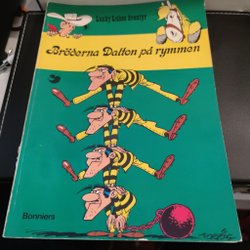 Lucky Lukes äventyr
Bröderna Dalton på rymmen
Bonniers